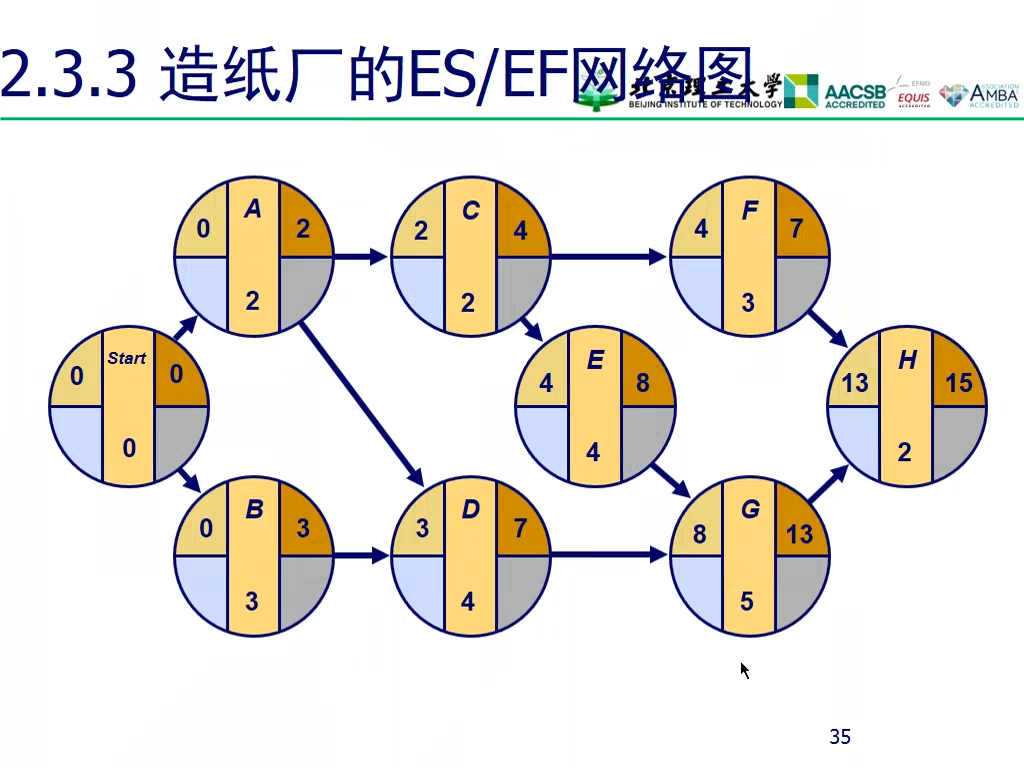 2.3.3 造纸厂的ES/EF网络图
北京理工大学
BEIJING INSTITUTE OF TECHNOLOGY
AACSB
ACCREDITED
EFMD
EQUIS
ACCREDITED
ASSOCIATION
AMBA
ACCREDITED
0 A 2
2
2 C 4
2
4 F 7
3
0 Start 0
0
4 E 8
4
13 H 15
2
0 B 3
3
3 D 7
4
8 G 13
5
35